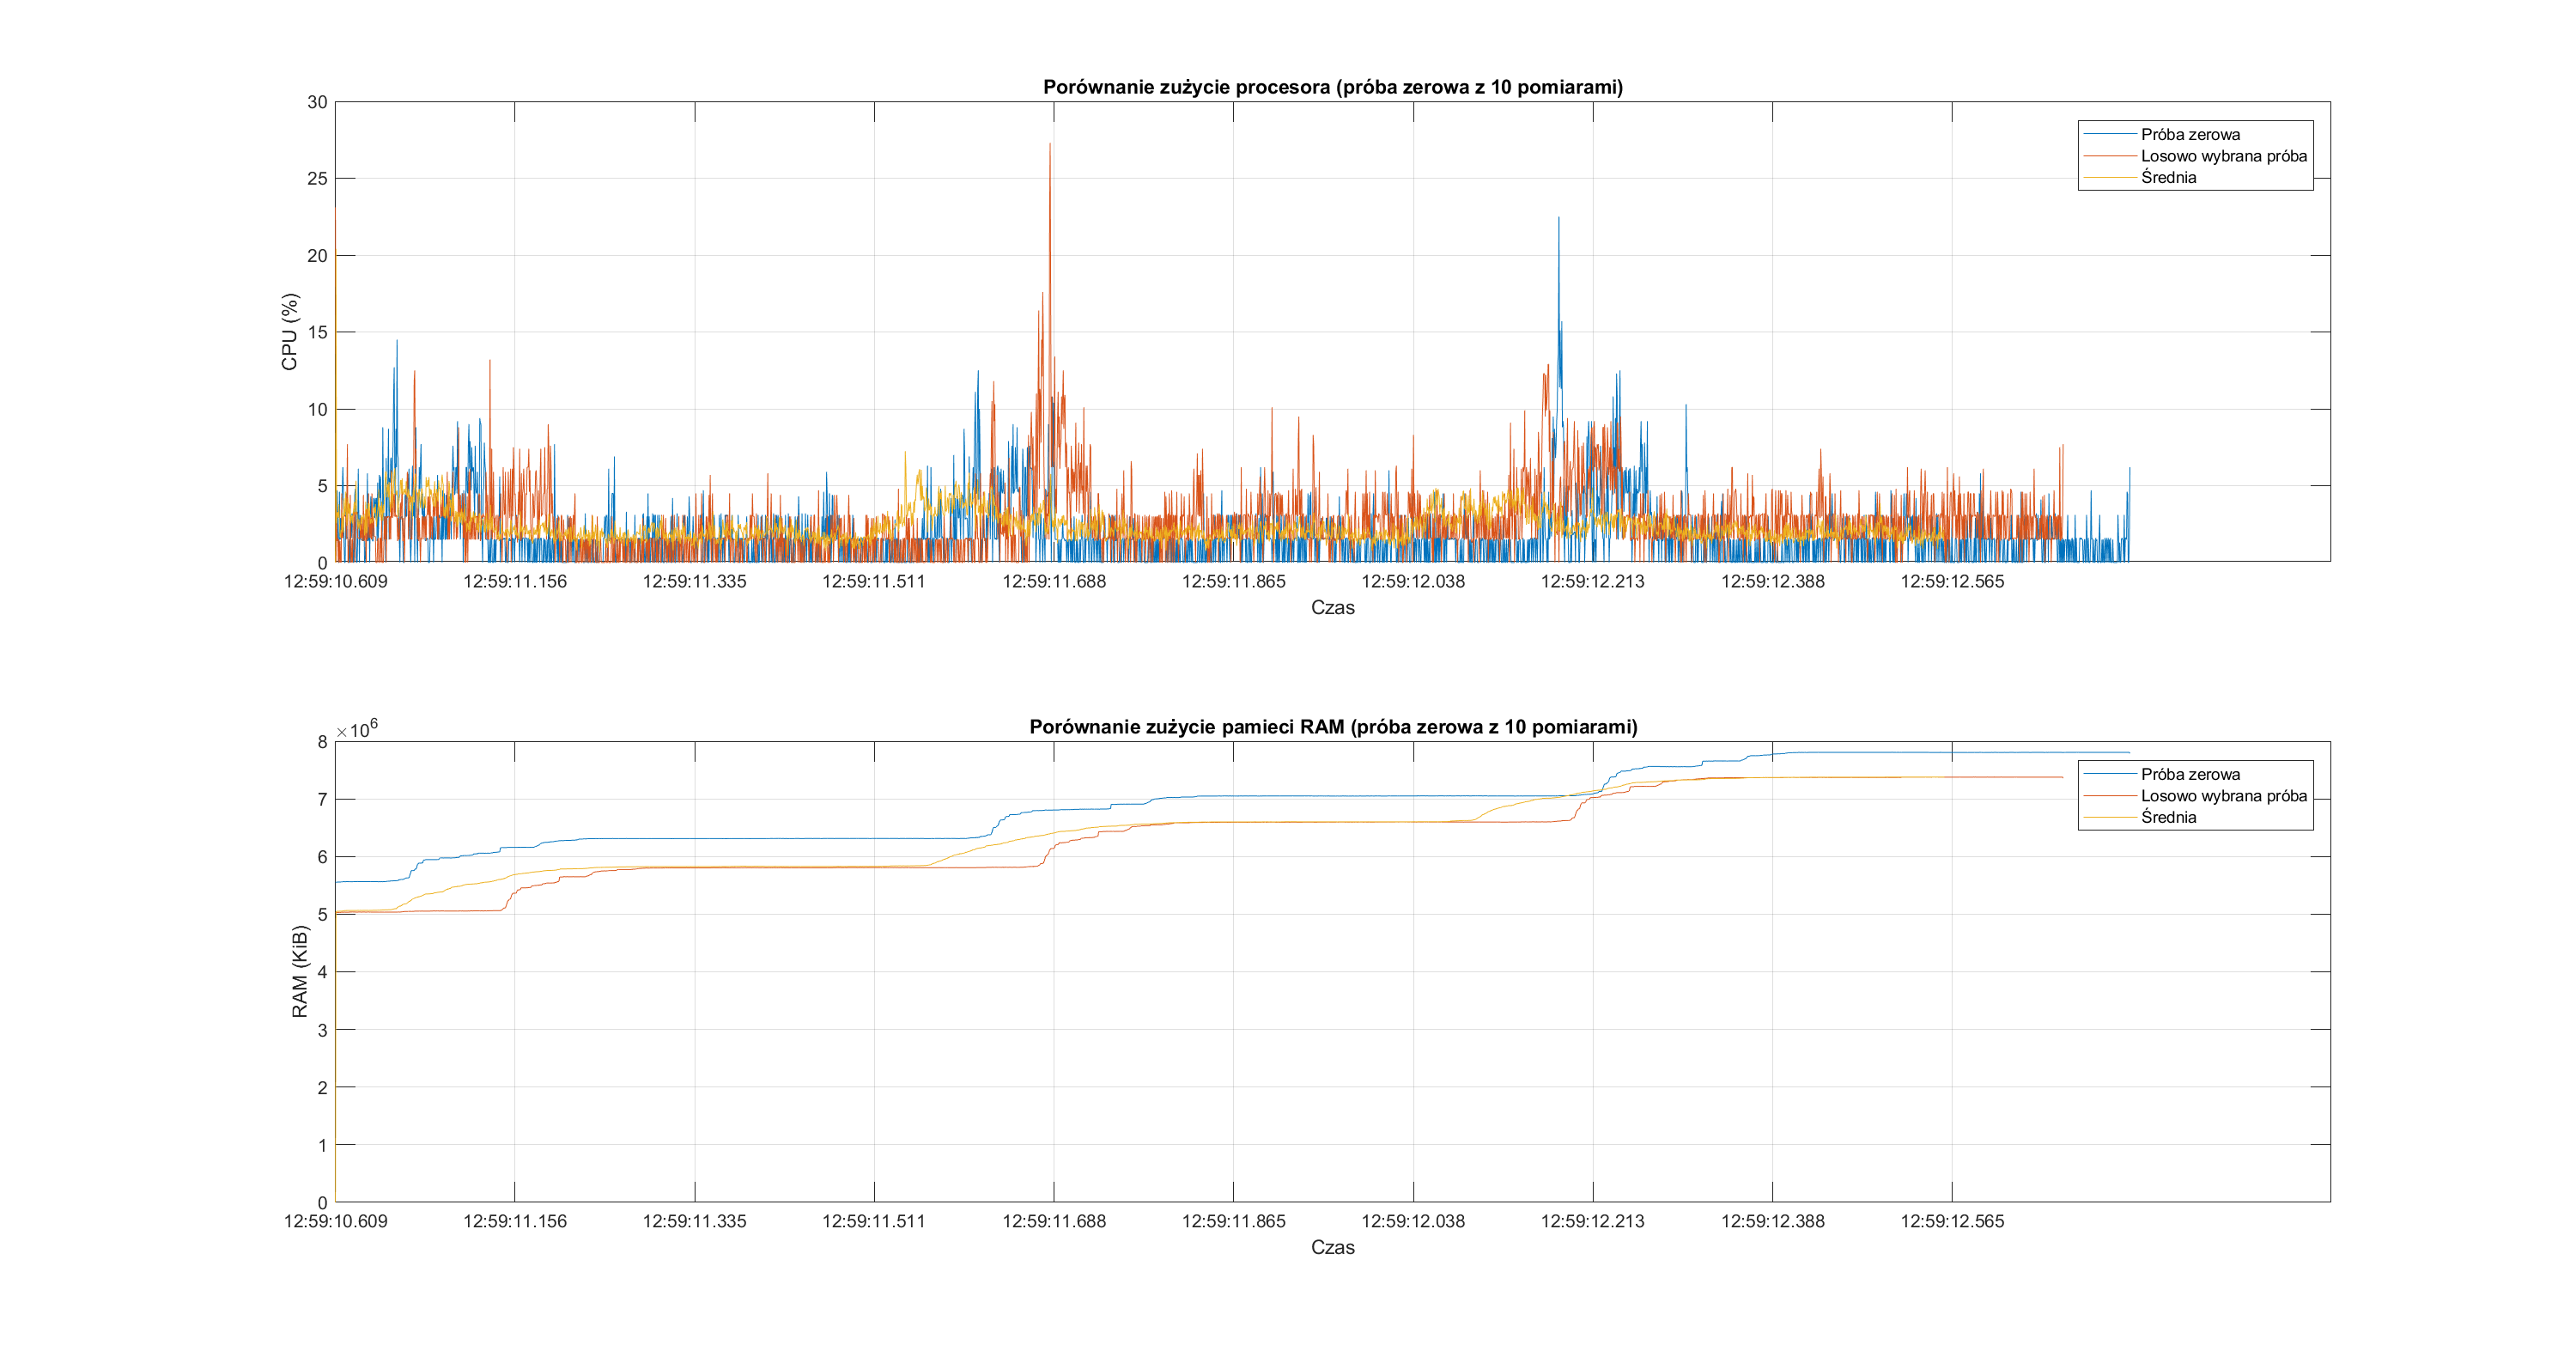 Porównanie zużycie procesora (próba zerowa z 10 pomiarami)
30
25
20
15
10
5
0
CPU (%)
Próba zerowa
Losowo wybrana próba
Średnia
12:59:10.609 12:59:11.156 12:59:11.335 12:59:11.511 12:59:11.688 12:59:11.865 12:59:12.038 12:59:12.213 12:59:12.388 12:59:12.565
Czas
Porównanie zużycie pamieci RAM (próba zerowa z 10 pomiarami)
×10^6
8
7
6
5
4
3
2
1
0
RAM (KiB)
Próba zerowa
Losowo wybrana próba
Średnia
12:59:10.609 12:59:11.156 12:59:11.335 12:59:11.511 12:59:11.688 12:59:11.865 12:59:12.038 12:59:12.213 12:59:12.388 12:59:12.565
Czas